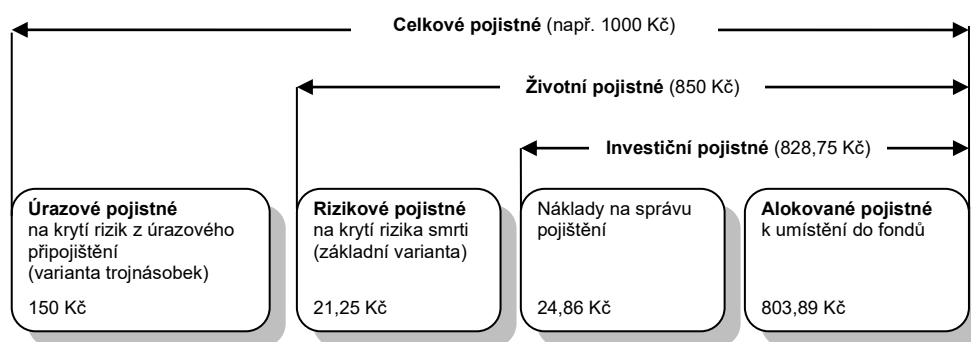 Celkové pojistné (např. 1000 Kč)
Životní pojistné (850 Kč)
Investiční pojistné (828,75 Kč)
Úrazové pojistné
na krytí rizik z úrazového
připojištění
(varianta trojnásobek)
150 Kč
Rizikové pojistné
na krytí rizika smrti
(základní varianta)
21,25 Kč
Náklady na správu
pojištění
24,86 Kč
Alokované pojistné
k umístění do fondů
803,89 Kč